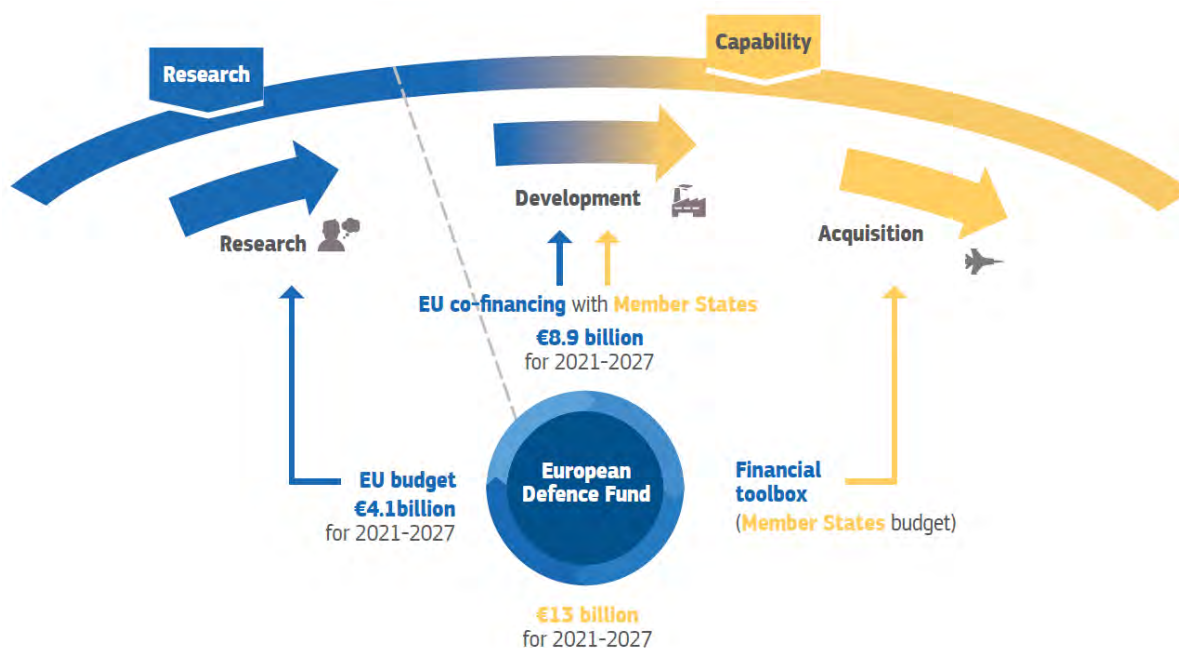 Research
Capability
Research
Development
Acquisition
EU co-financing with Member States
€8.9 billion
for 2021-2027
EU budget
€4.1billion
for 2021-2027
European
Defence Fund
Financial
toolbox
(Member States budget)
€13 billion
for 2021-2027